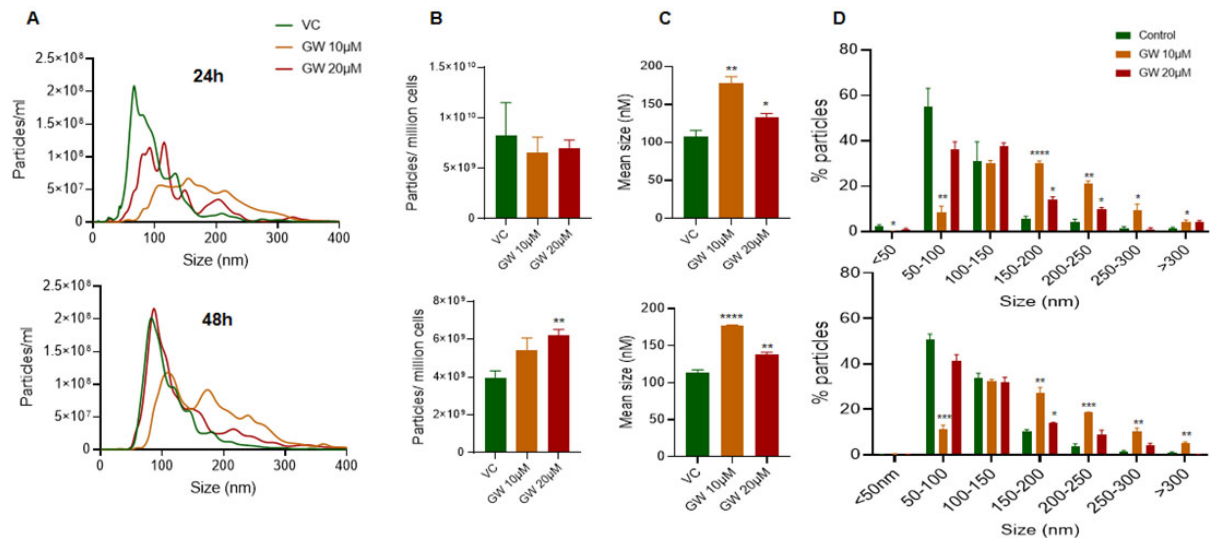 A
VC
GW 10µM
GW 20µM
24h
Particles/ml
2.5×10⁸
2×10⁸
1.5×10⁸
1×10⁸
5×10⁷
0
0 100 200 300 400
Size (nm)
48h
Particles/ml
2.5×10⁸
2×10⁸
1.5×10⁸
1×10⁸
5×10⁷
0
0 100 200 300 400
Size (nm)
B
Particles/ million cells
1.5×10¹⁰
1×10¹⁰
5×10⁹
0
VC
GW 10µM
GW 20µM
Particles/ million cells
8×10⁹
6×10⁹
4×10⁹
2×10⁹
0
**
VC
GW 10µM
GW 20µM
C
Mean size (nM)
200
150
100
50
0
**
*
VC
GW 10µM
GW 20µM
Mean size (nM)
200
150
100
50
0
****
**
VC
GW 10µM
GW 20µM
D
Control
GW 10µM
GW 20µM
% particles
80
60
40
20
0
* ** **** * ** * * *
<50 50-100 100-150 150-200 200-250 250-300 >300
Size (nm)
% particles
80
60
40
20
0
*** ** * *** ** **
<50nm 50-100 100-150 150-200 200-250 250-300 >300
Size (nm)